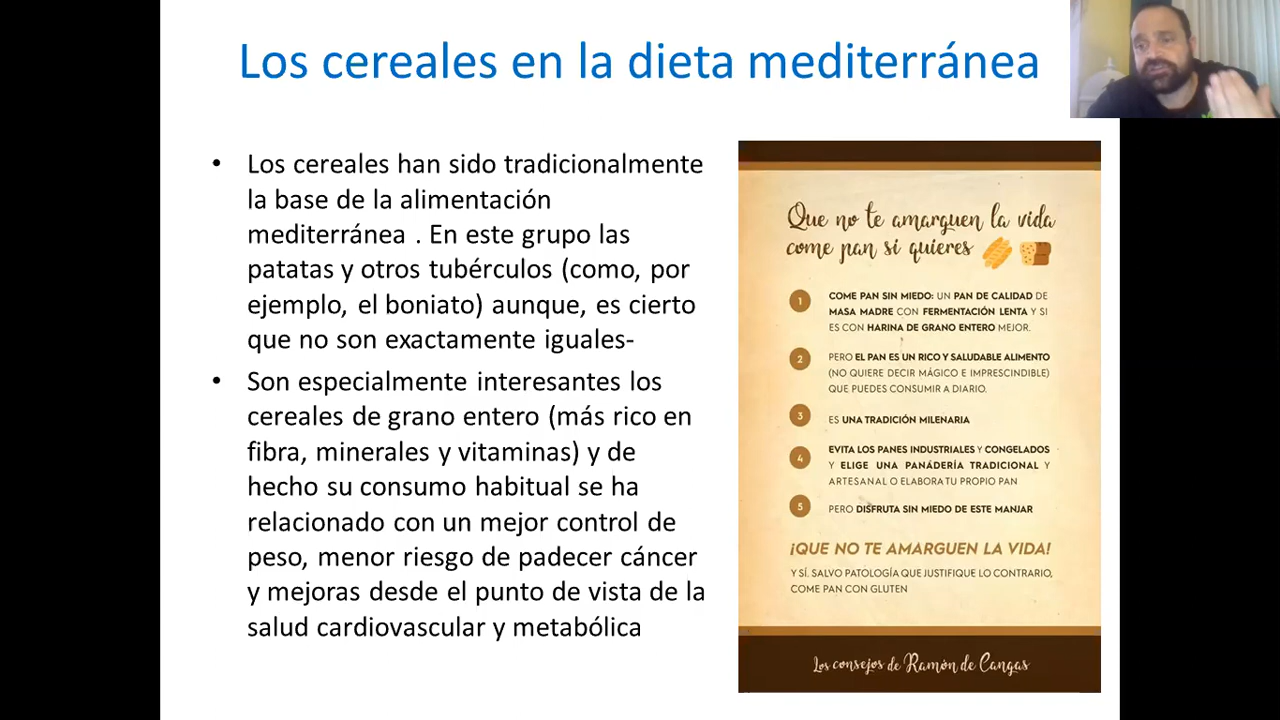 Los cereales en la dieta mediterránea
• Los cereales han sido tradicionalmente
la base de la alimentación
mediterránea . En este grupo las
patatas y otros tubérculos (como, por
ejemplo, el boniato) aunque, es cierto
que no son exactamente iguales-
• Son especialmente interesantes los
cereales de grano entero (más rico en
fibra, minerales y vitaminas) y de
hecho su consumo habitual se ha
relacionado con un mejor control de
peso, menor riesgo de padecer cáncer
y mejoras desde el punto de vista de la
salud cardiovascular y metabólica
Que no te amarguen la vida
come pan si quieres
1 COME PAN SIN MIEDO: UN PAN DE CALIDAD DE
MASA MADRE CON FERMENTACIÓN LENTA Y SI
ES CON HARINA DE GRANO ENTERO MEJOR.
2 PERO EL PAN ES UN RICO Y SALUDABLE ALIMENTO
(NO QUIERE DECIR MÁGICO E IMPRESCINDIBLE)
QUE PUEDES CONSUMIR A DIARIO.
3 ES UNA TRADICIÓN MILENARIA
4 EVITA LOS PANES INDUSTRIALES Y CONGELADOS
Y ELIGE UNA PANÁDERÍA TRADICIONAL Y
ARTESANAL O ELABORA TU PROPIO PAN
5 PERO DISFRUTA SIN MIEDO DE ESTE MANJAR
¡QUE NO TE AMARGUEN LA VIDA!
Y SÍ. SALVO PATOLOGÍA QUE JUSTIFIQUE LO CONTRARIO,
COME PAN CON GLUTEN
Los consejos de Ramón de Cangas